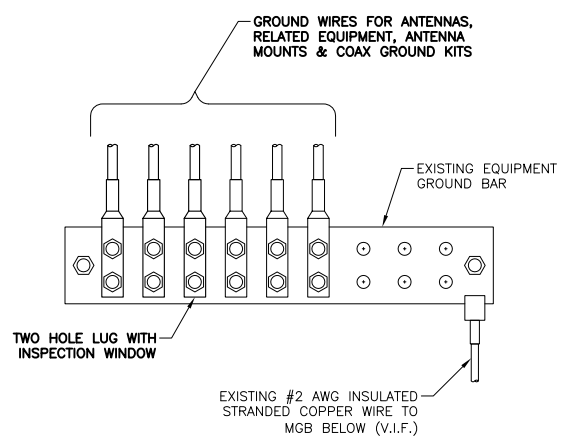 GROUND WIRES FOR ANTENNAS,
RELATED EQUIPMENT, ANTENNA
MOUNTS & COAX GROUND KITS
EXISTING EQUIPMENT
GROUND BAR
TWO HOLE LUG WITH
INSPECTION WINDOW
EXISTING #2 AWG INSULATED
STRANDED COPPER WIRE TO
MGB BELOW (V.I.F.)